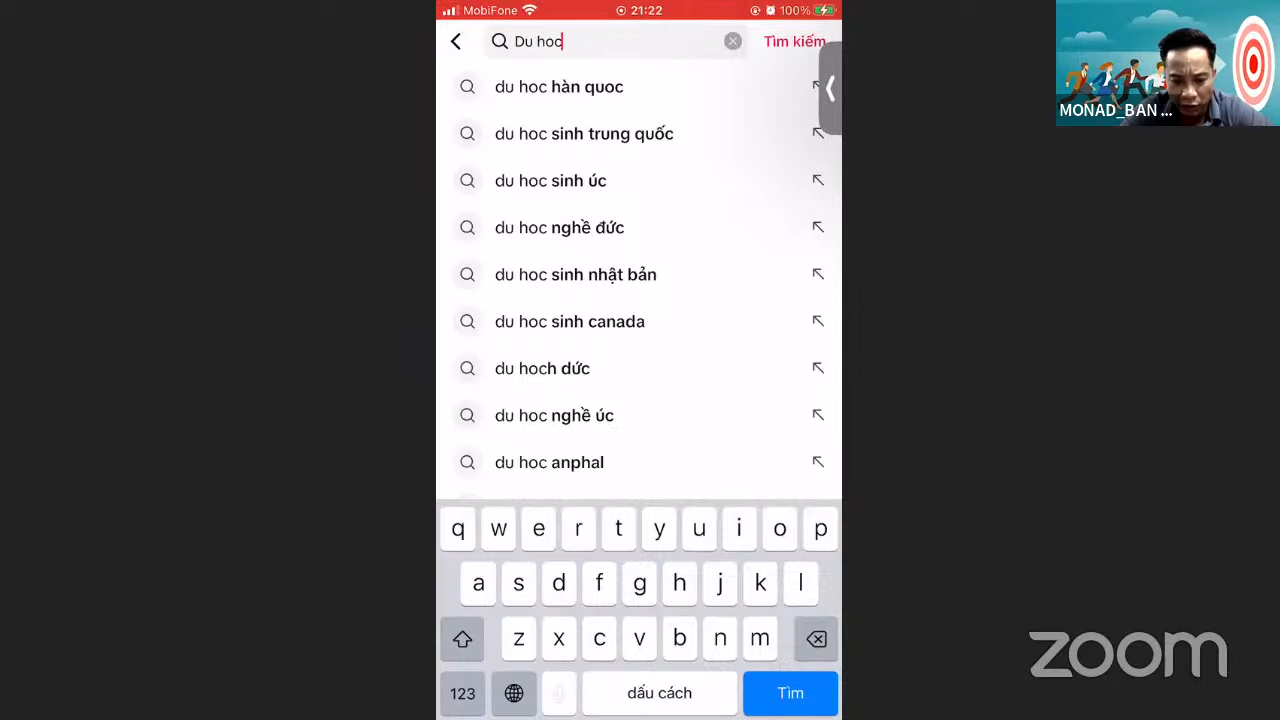 MobiFone 21:22 100%
Du hoc Tìm kiếm
du hoc hàn quoc
du hoc sinh trung quốc
du hoc sinh úc
du hoc nghề đức
du hoc sinh nhật bản
du hoc sinh canada
du hoch dức
du hoc nghề úc
du hoc anphal
q w e r t y u i o p
a s d f g h j k l
z x c v b n m
123 dấu cách Tìm
MONAD_BAN ...
zoom